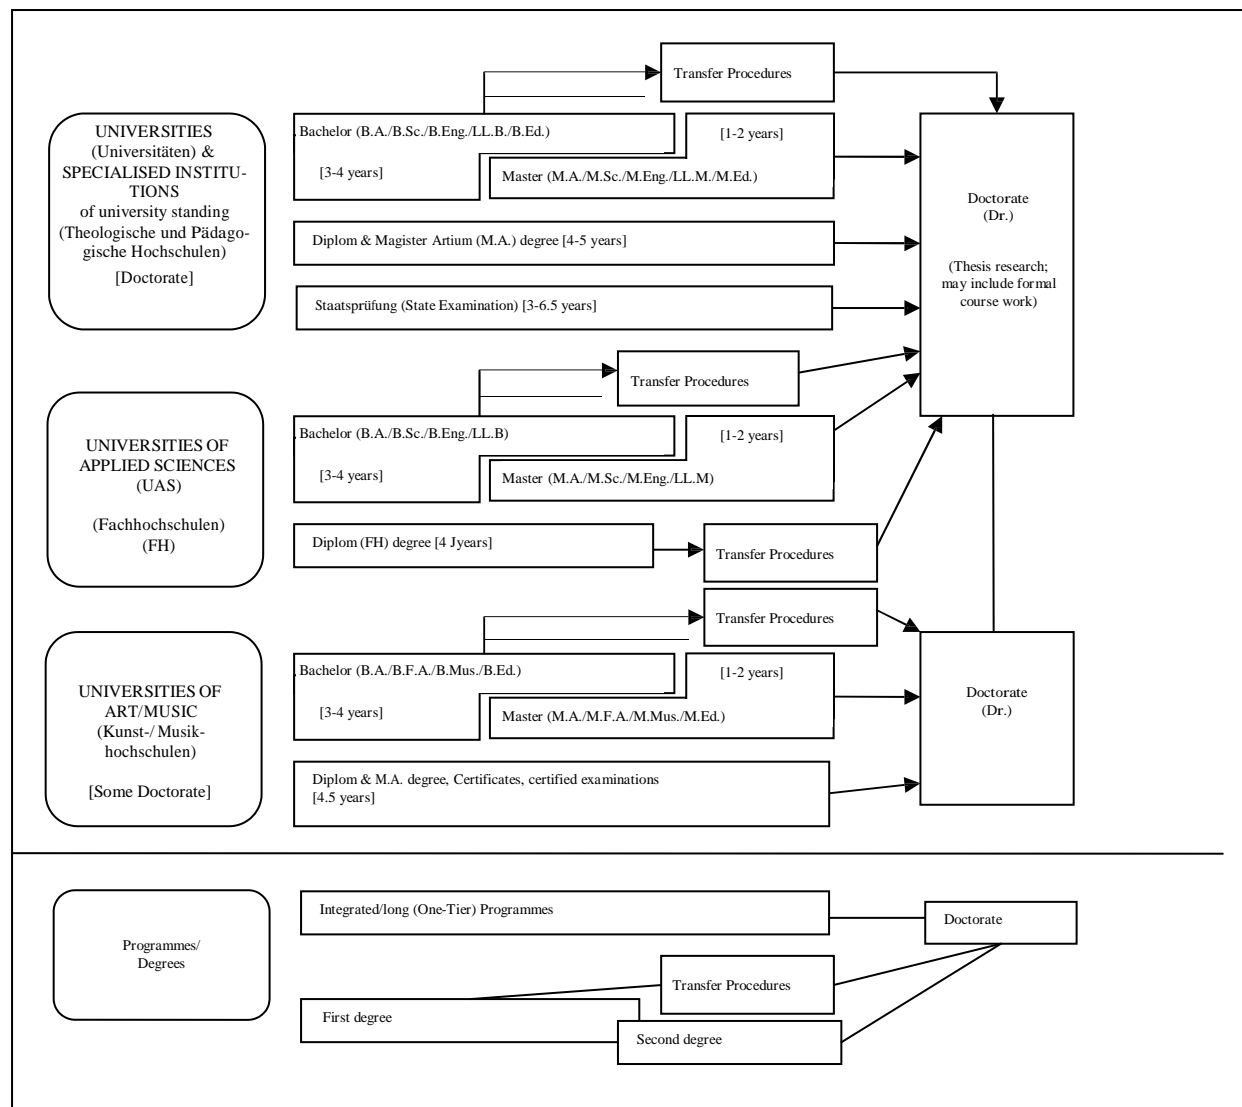 Transfer Procedures
UNIVERSITIES
(Universitäten) &
SPECIALISED INSTITU-
TIONS
of university standing
(Theologische und Pädago-
gische Hochschulen)
[Doctorate]
Bachelor (B.A./B.Sc./B.Eng./LL.B./B.Ed.)
[3-4 years]
[1-2 years]
Master (M.A./M.Sc./M.Eng./LL.M./M.Ed.)
Diplom & Magister Artium (M.A.) degree [4-5 years]
Staatsprüfung (State Examination) [3-6.5 years]
Doctorate
(Dr.)
(Thesis research;
may include formal
course work)
Transfer Procedures
UNIVERSITIES OF
APPLIED SCIENCES
(UAS)
(Fachhochschulen)
(FH)
Bachelor (B.A./B.Sc./B.Eng./LL.B)
[3-4 years]
[1-2 years]
Master (M.A./M.Sc./M.Eng./LL.M)
Diplom (FH) degree [4 Jyears]
Transfer Procedures
Transfer Procedures
UNIVERSITIES OF
ART/MUSIC
(Kunst-/ Musik-
hochschulen)
[Some Doctorate]
Bachelor (B.A./B.F.A./B.Mus./B.Ed.)
[3-4 years]
[1-2 years]
Master (M.A./M.F.A./M.Mus./M.Ed.)
Diplom & M.A. degree, Certificates, certified examinations
[4.5 years]
Doctorate
(Dr.)
Programmes/
Degrees
Integrated/long (One-Tier) Programmes
Doctorate
Transfer Procedures
First degree
Second degree